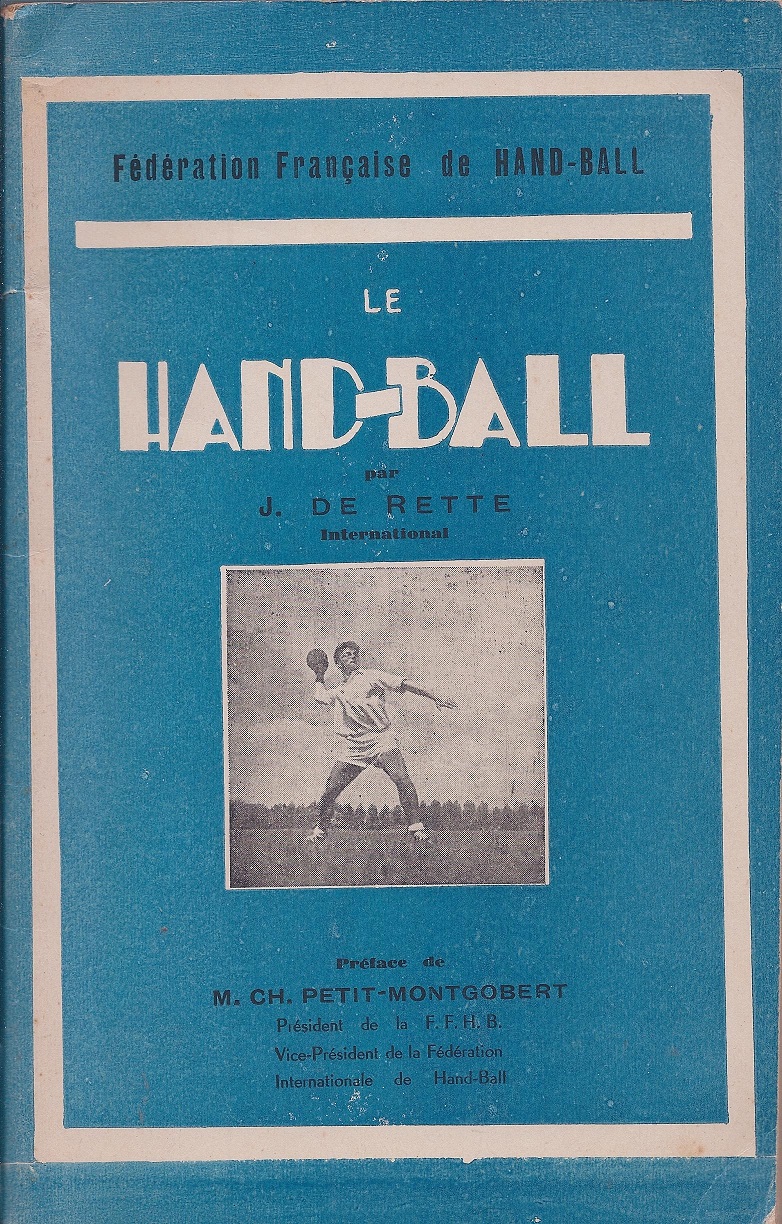 Fédération Française de HAND-BALL
LE
HAND-BALL
par
J. DE RETTE
International
Préface de
M. CH. PETIT-MONTGOBERT
Président de la F.F.H.B.
Vice-Président de la Fédération
Internationale de Hand-Ball